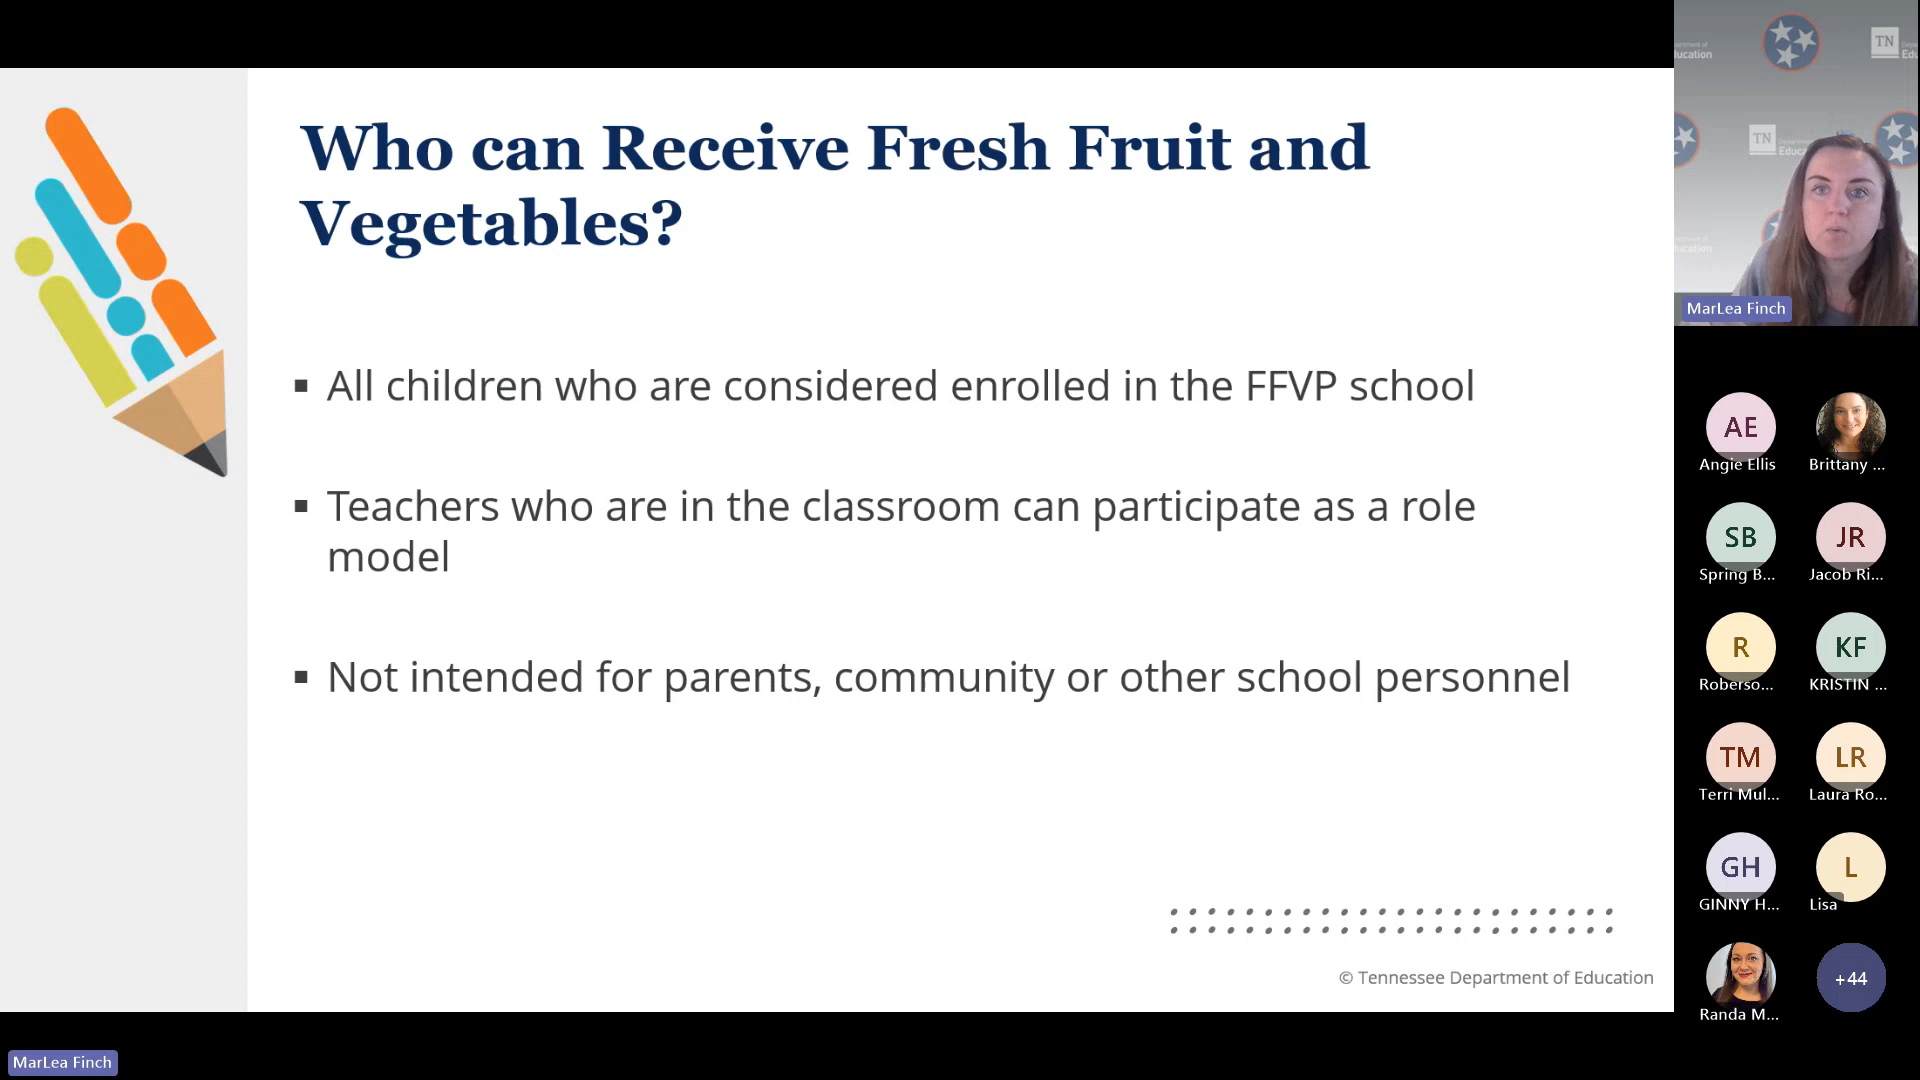 Who can Receive Fresh Fruit and
Vegetables?
▪ All children who are considered enrolled in the FFVP school
▪ Teachers who are in the classroom can participate as a role
model
▪ Not intended for parents, community or other school personnel
© Tennessee Department of Education
MarLea Finch
TN
TN
ucation
MarLea Finch
AE
Angie Ellis
Brittany ...
SB
Spring B...
JR
Jacob Ri...
R
Roberso...
KF
KRISTIN ...
TM
Terri Mul...
LR
Laura Ro...
GH
GINNY H...
L
Lisa
Randa M...
+44